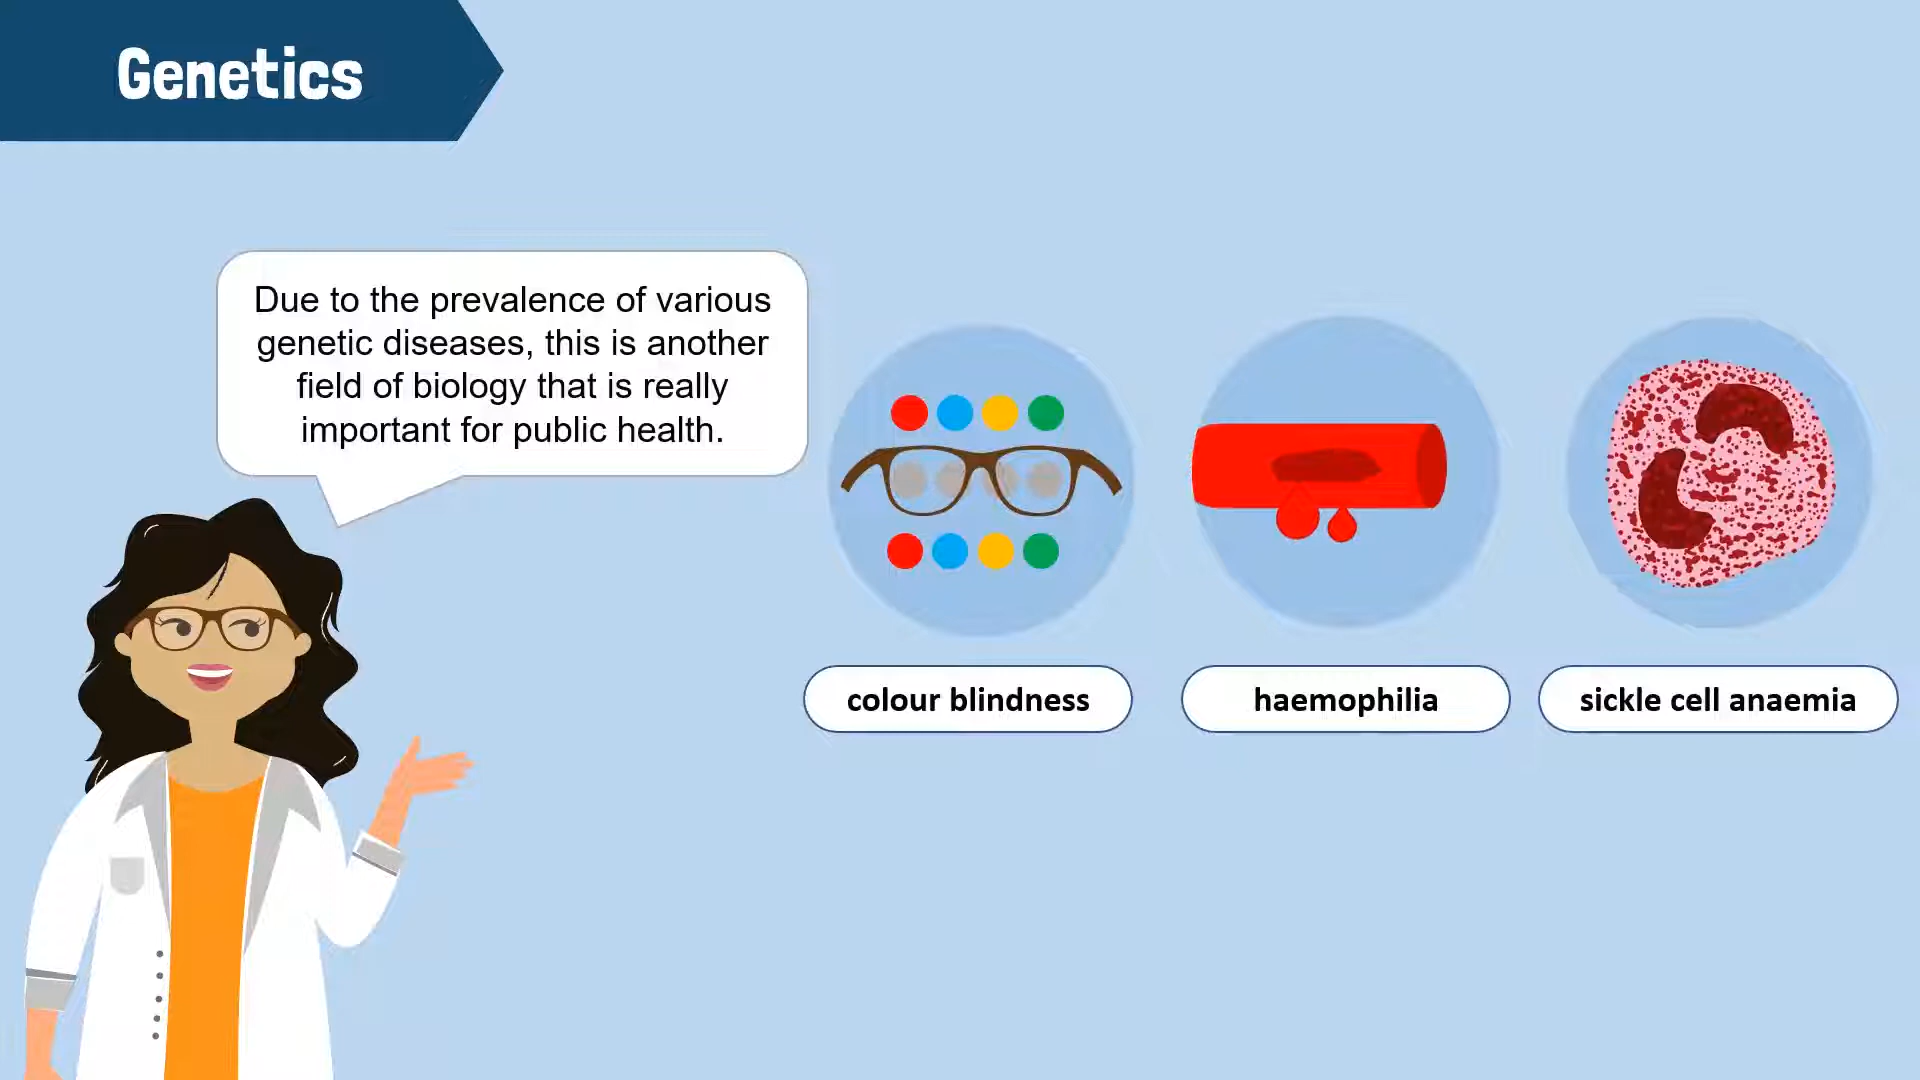 Genetics
Due to the prevalence of various
genetic diseases, this is another
field of biology that is really
important for public health.
colour blindness
haemophilia
sickle cell anaemia